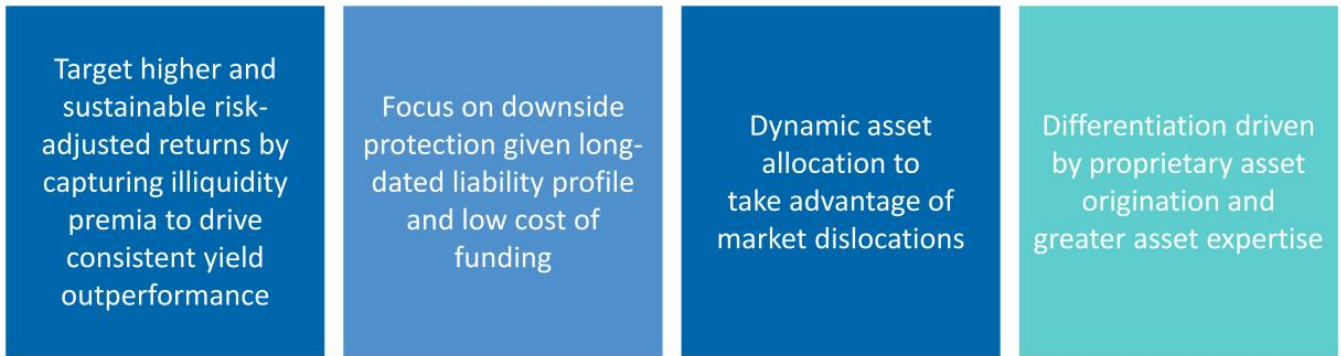 Target higher and
sustainable risk-
adjusted returns by
capturing illiquidity
premia to drive
consistent yield
outperformance
Focus on downside
protection given long-
dated liability profile
and low cost of
funding
Dynamic asset
allocation to
take advantage of
market dislocations
Differentiation driven
by proprietary asset
origination and
greater asset expertise